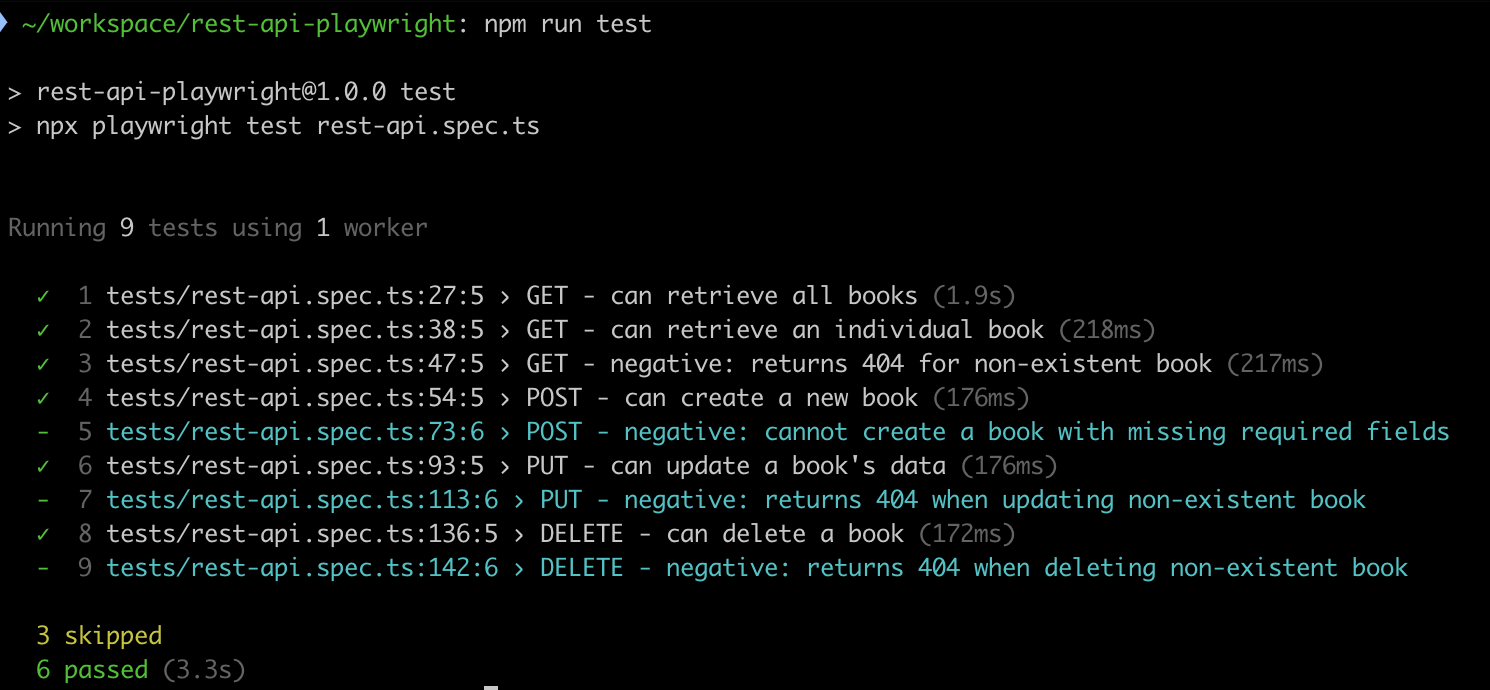 ~/workspace/rest-api-playwright: npm run test
> rest-api-playwright@1.0.0 test
> npx playwright test rest-api.spec.ts
Running 9 tests using 1 worker
✓ 1 tests/rest-api.spec.ts:27:5 › GET - can retrieve all books (1.9s)
✓ 2 tests/rest-api.spec.ts:38:5 › GET - can retrieve an individual book (218ms)
✓ 3 tests/rest-api.spec.ts:47:5 › GET - negative: returns 404 for non-existent book (217ms)
✓ 4 tests/rest-api.spec.ts:54:5 › POST - can create a new book (176ms)
- 5 tests/rest-api.spec.ts:73:6 › POST - negative: cannot create a book with missing required fields
✓ 6 tests/rest-api.spec.ts:93:5 › PUT - can update a book's data (176ms)
- 7 tests/rest-api.spec.ts:113:6 › PUT - negative: returns 404 when updating non-existent book
✓ 8 tests/rest-api.spec.ts:136:5 › DELETE - can delete a book (172ms)
- 9 tests/rest-api.spec.ts:142:6 › DELETE - negative: returns 404 when deleting non-existent book
3 skipped
6 passed (3.3s)